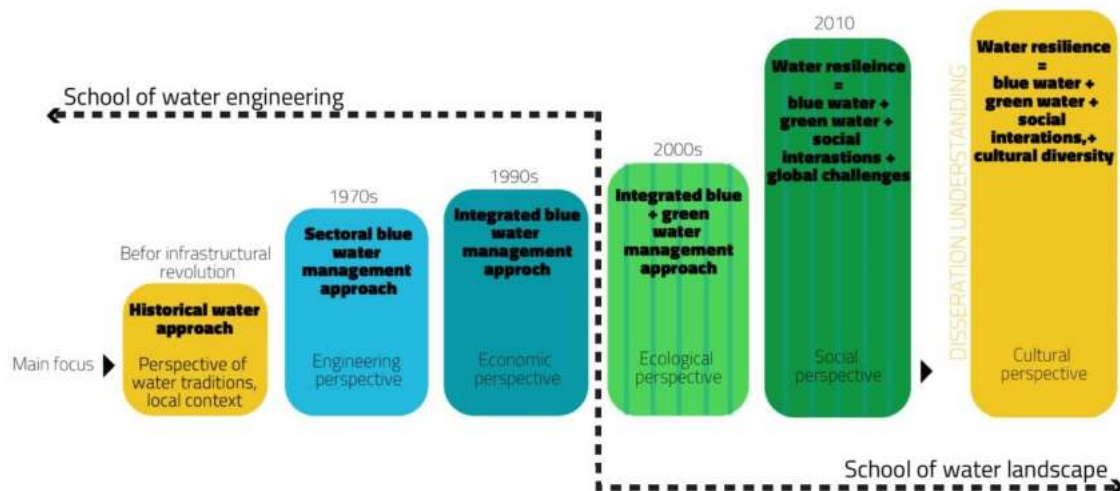 School of water engineering
Befor infrastructural
revolution
Historical water
approach
Perspective of
water traditions,
local context
Main focus
1970s
Sectoral blue
water
management
approach
Engineering
perspective
1990s
Integrated blue
water
management
approch
Economic
perspective
2000s
Integrated blue
+ green
water
management
approach
Ecological
perspective
2010
Water resileince
=
blue water +
green water +
social
interastions +
global challenges
Social
perspective
DISSERATION UNDERSTANDING
Water resilience
=
blue water +
green water +
social
interations,+
cultural diversity
Cultural
perspective
School of water landscape